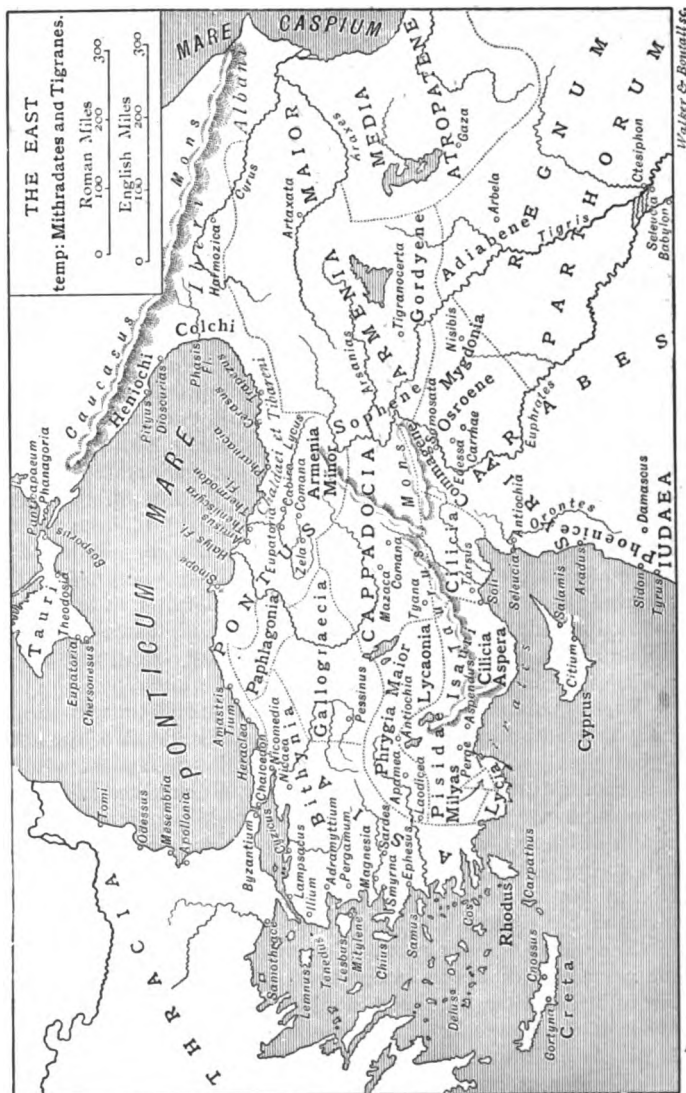 THE EAST
temp: Mithradates and Tigranes.
Roman Miles
0 100 200 300
English Miles
0 100 200 300
MARE CASPIUM
Caucasus Mons
Albani
Iberi
Harmozica
Cyrus
Colchi
Heniochi
Pityus
Dioscurias
Phasis Fl.
Panticapaeum
Phanagoria
Bosporus
Tauri
Theodosia
Eupatoria
Chersonesus
PONTICUM MARE
Tomi
Odessus
Mesembria
Apollonia
THRACIA
Byzantium
Chalcedon
Heraclea
Tium
Amastris
Sinope
Halys Fl.
Amisus
Themiscyra
Thermodon Fl.
Pharnacia
Cerasus
Trapezus
Tibareni
PONTUS
Paphlagonia
Eupatoria
Cabira
Lycus
Zela
Comana
Armenia Minor
ARMENIA MAIOR
Artaxata
Araxes
Arsanias
Tigranocerta
Sophene
Gordyene
MEDIA ATROPATENE
Gaza
Adiabene
Arbela
Tigris
REGNUM PARTHORUM
Ctesiphon
Seleucia
Babylon
Nisibis
Mygdonia
Osroene
Edessa
Carrhae
Samosata
Commagene
Euphrates
ARABES
CAPPADOCIA
Mazaca
Comana
Tyana
Taurus Mons
Cilicia
Tarsus
Soli
Cilicia Aspera
Isauri
Lycaonia
Gallograecia
Pessinus
Bithynia
Nicomedia
Nicaea
Cyzicus
Lampsacus
Ilium
Adramyttium
Pergamum
Magnesia
Sardes
Smyrna
Ephesus
ASIA
Phrygia Maior
Apamea
Antiochia
Laodicea
Pisidae
Milyas
Perge
Aspendus
Lycia
Piratae
Samothrace
Lemnus
Tenedus
Lesbus
Mitylene
Chius
Samus
Delus
Cos
Rhodus
Carpathus
Cnossus
Gortyna
Creta
Cyprus
Salamis
Citium
SYRIA
Antiochia
Seleucia
Orontes
Aradus
Phoenice
Damascus
Sidon
Tyrus
IUDAEA
Walker & Boutall sc.